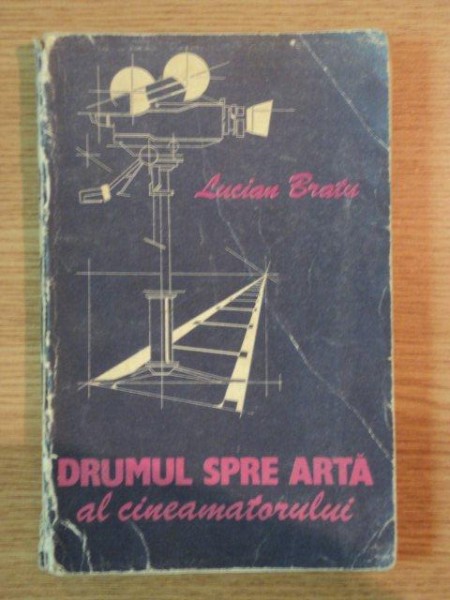 Lucian Bratu
DRUMUL SPRE ARTĂ
al cineamatorului